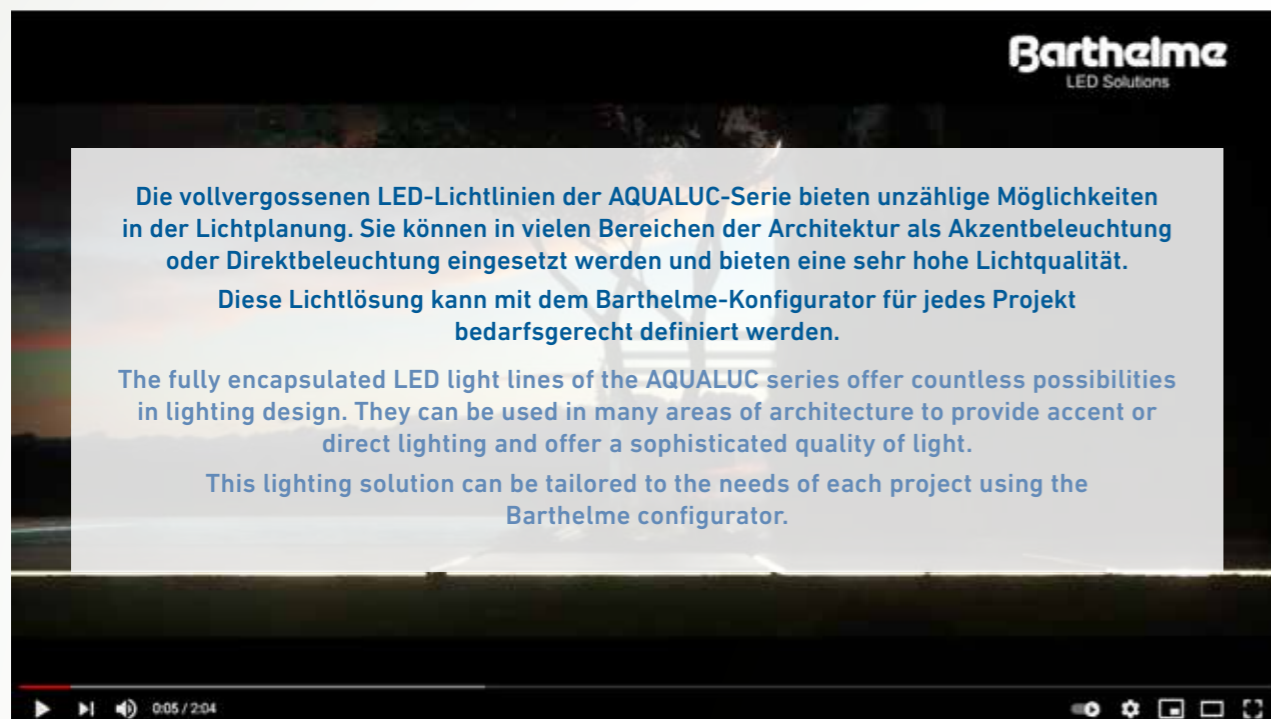 Barthelme
LED Solutions
Die vollvergossenen LED-Lichtlinien der AQUALUC-Serie bieten unzählige Möglichkeiten
in der Lichtplanung. Sie können in vielen Bereichen der Architektur als Akzentbeleuchtung
oder Direktbeleuchtung eingesetzt werden und bieten eine sehr hohe Lichtqualität.
Diese Lichtlösung kann mit dem Barthelme-Konfigurator für jedes Projekt
bedarfsgerecht definiert werden.
The fully encapsulated LED light lines of the AQUALUC series offer countless possibilities
in lighting design. They can be used in many areas of architecture to provide accent or
direct lighting and offer a sophisticated quality of light.
This lighting solution can be tailored to the needs of each project using the
Barthelme configurator.
0:05 / 2:04